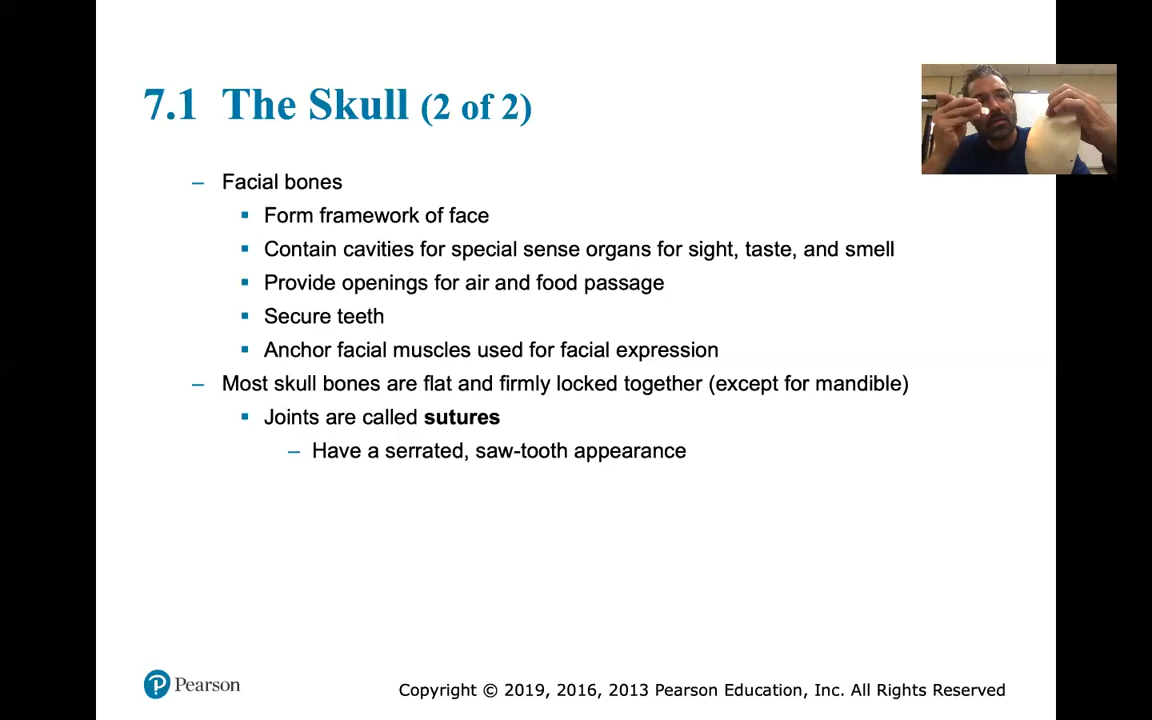 7.1 The Skull (2 of 2)
– Facial bones
▪ Form framework of face
▪ Contain cavities for special sense organs for sight, taste, and smell
▪ Provide openings for air and food passage
▪ Secure teeth
▪ Anchor facial muscles used for facial expression
– Most skull bones are flat and firmly locked together (except for mandible)
▪ Joints are called sutures
– Have a serrated, saw-tooth appearance
P Pearson
Copyright © 2019, 2016, 2013 Pearson Education, Inc. All Rights Reserved